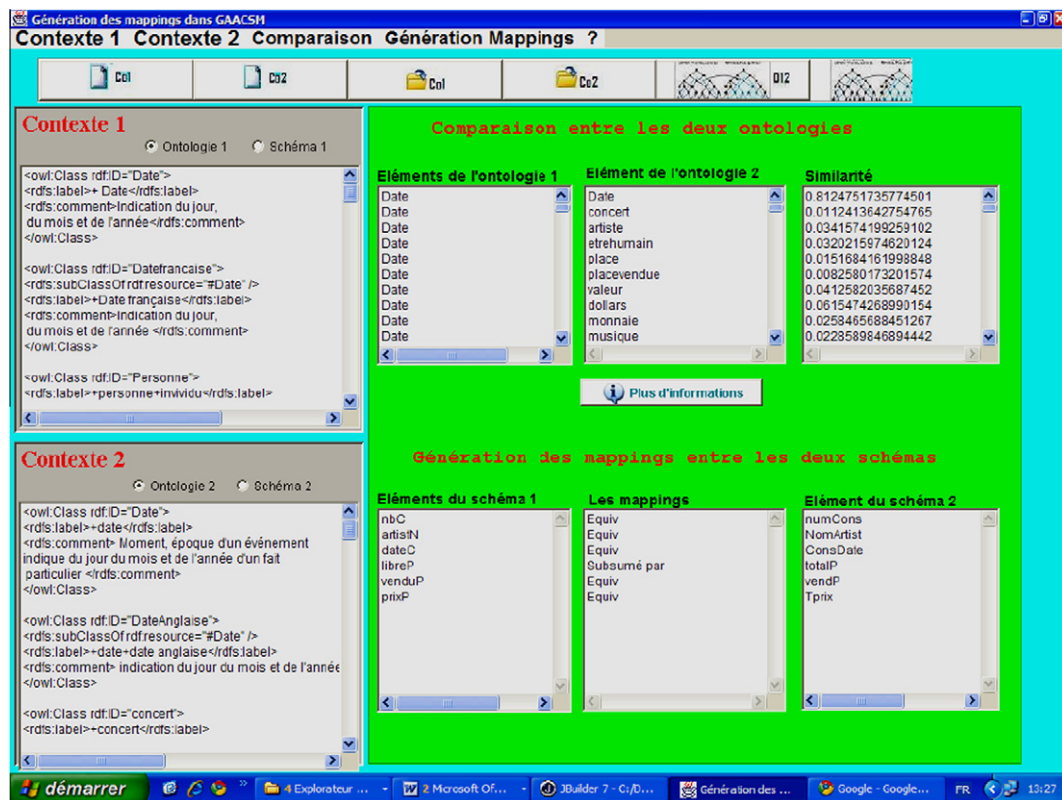 Génération des mappings dans GAACSM
Contexte 1 Contexte 2 Comparaison Génération Mappings ?
Co1 Co2 Co1 Co2 O12
Contexte 1
Ontologie 1 Schéma 1
<owl:Class rdf:ID="Date">
<rdfs:label>+ Date</rdfs:label>
<rdfs:comment>Indication du jour,
du mois et de l'année</rdfs:comment>
</owl:Class>
<owl:Class rdf:ID="Datefrancaise">
<rdfs:subClassOf rdf:resource="#Date" />
<rdfs:label>+Date française</rdfs:label>
<rdfs:comment>Indication du jour,
du mois et de l'année </rdfs:comment>
</owl:Class>
<owl:Class rdf:ID="Personne">
<rdfs:label>+personne+invividu</rdfs:label>
Comparaison entre les deux ontologies
Eléments de l'ontologie 1 Elément de l'ontologie 2 Similarité
Date Date 0.8124751735774501
Date concert 0.0112413642754765
Date artiste 0.0341574199259102
Date etrehumain 0.0320215974620124
Date place 0.0151684161998848
Date placevendue 0.0082580173201574
Date valeur 0.0412582035687452
Date dollars 0.0615474268990154
Date monnaie 0.0258465688451267
Date musique 0.0228589846894442
Plus d'informations
Contexte 2
Ontologie 2 Schéma 2
<owl:Class rdf:ID="Date">
<rdfs:label>+date</rdfs:label>
<rdfs:comment> Moment, époque d'un événement
indique du jour du mois et de l'année d'un fait
particulier </rdfs:comment>
</owl:Class>
<owl:Class rdf:ID="DateAnglaise">
<rdfs:subClassOf rdf:resource="#Date" />
<rdfs:label>+date+date anglaise</rdfs:label>
<rdfs:comment> indication du jour du mois et de l'année
</owl:Class>
<owl:Class rdf:ID="concert">
<rdfs:label>+concert</rdfs:label>
Génération des mappings entre les deux schémas
Eléments du schéma 1 Les mappings Elément du schéma 2
nbC Equiv numCons
artistN Equiv NomArtist
dateC Equiv ConsDate
libreP Subsumé par totalP
venduP Equiv vendP
prixP Equiv Tprix
démarrer » 4 Explorateur ... 2 Microsoft Of... JBuilder 7 - C:/D... Génération des ... Google - Google... FR 13:27